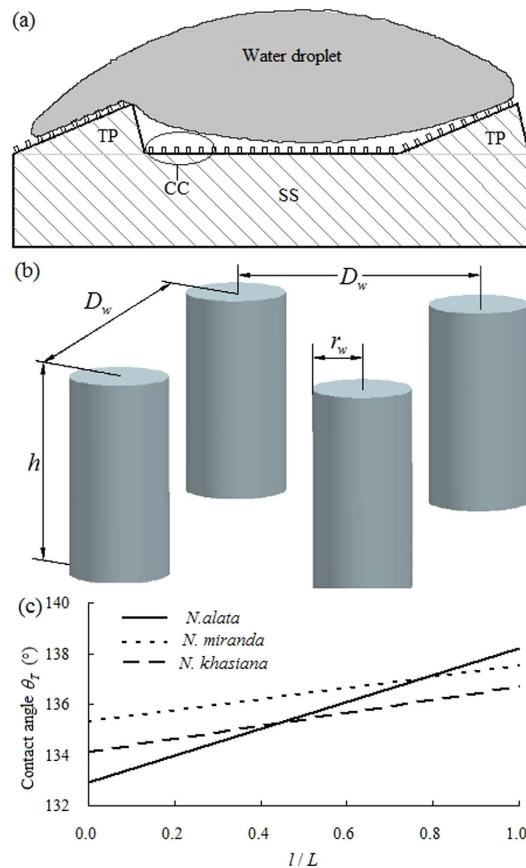 (a)
Water droplet
TP
TP
CC
SS
(b)
D_w
D_w
r_w
h
(c)
140
138
136
134
132
N.alata
N. miranda
N. khasiana
Contact angle θ_T (°)
0.0 0.2 0.4 0.6 0.8 1.0
l / L